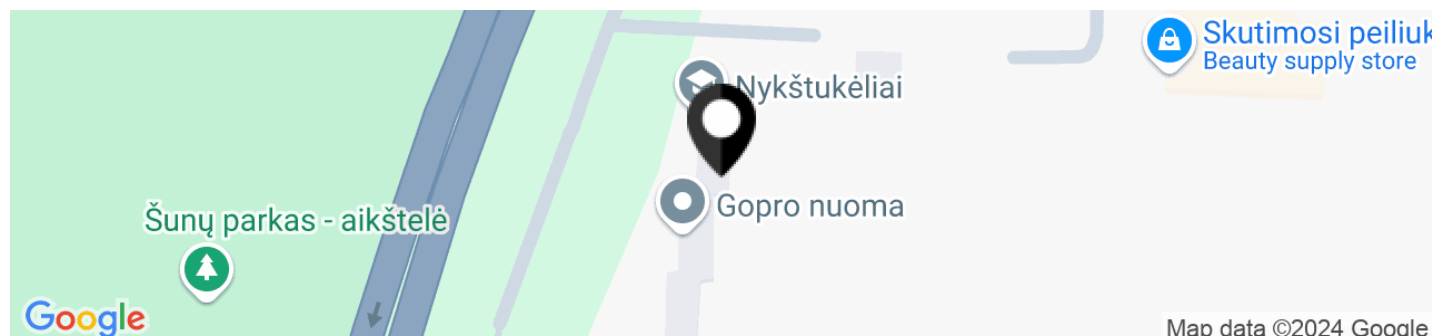 Skutimosi peiliuk
Beauty supply store
Nykštukėliai
Gopro nuoma
Šunų parkas - aikštelė
Google
Map data ©2024 Google